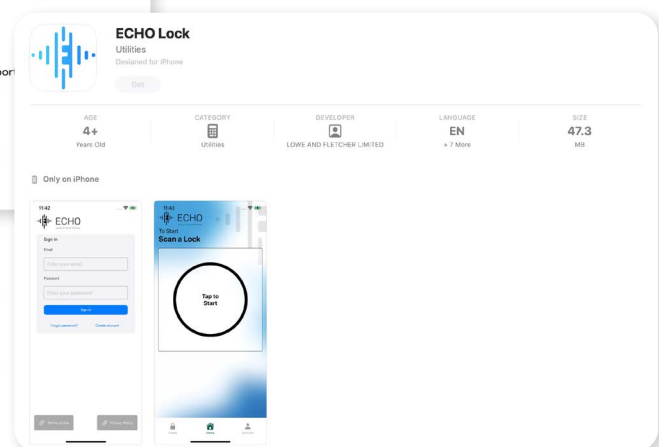 port
ECHO Lock
Utilities
Designed for iPhone
Get
AGE
4+
Years Old
CATEGORY
Utilities
DEVELOPER
LOWE AND FLETCHER LIMITED
LANGUAGE
EN
+ 7 More
SIZE
47.3
MB
Only on iPhone
11:42
ECHO
Sign in
Email
Enter your email
Password
Enter your password
Sign in
Forgot password?
Create account
11:42
ECHO
To Start
Scan a Lock
Tap to
Start